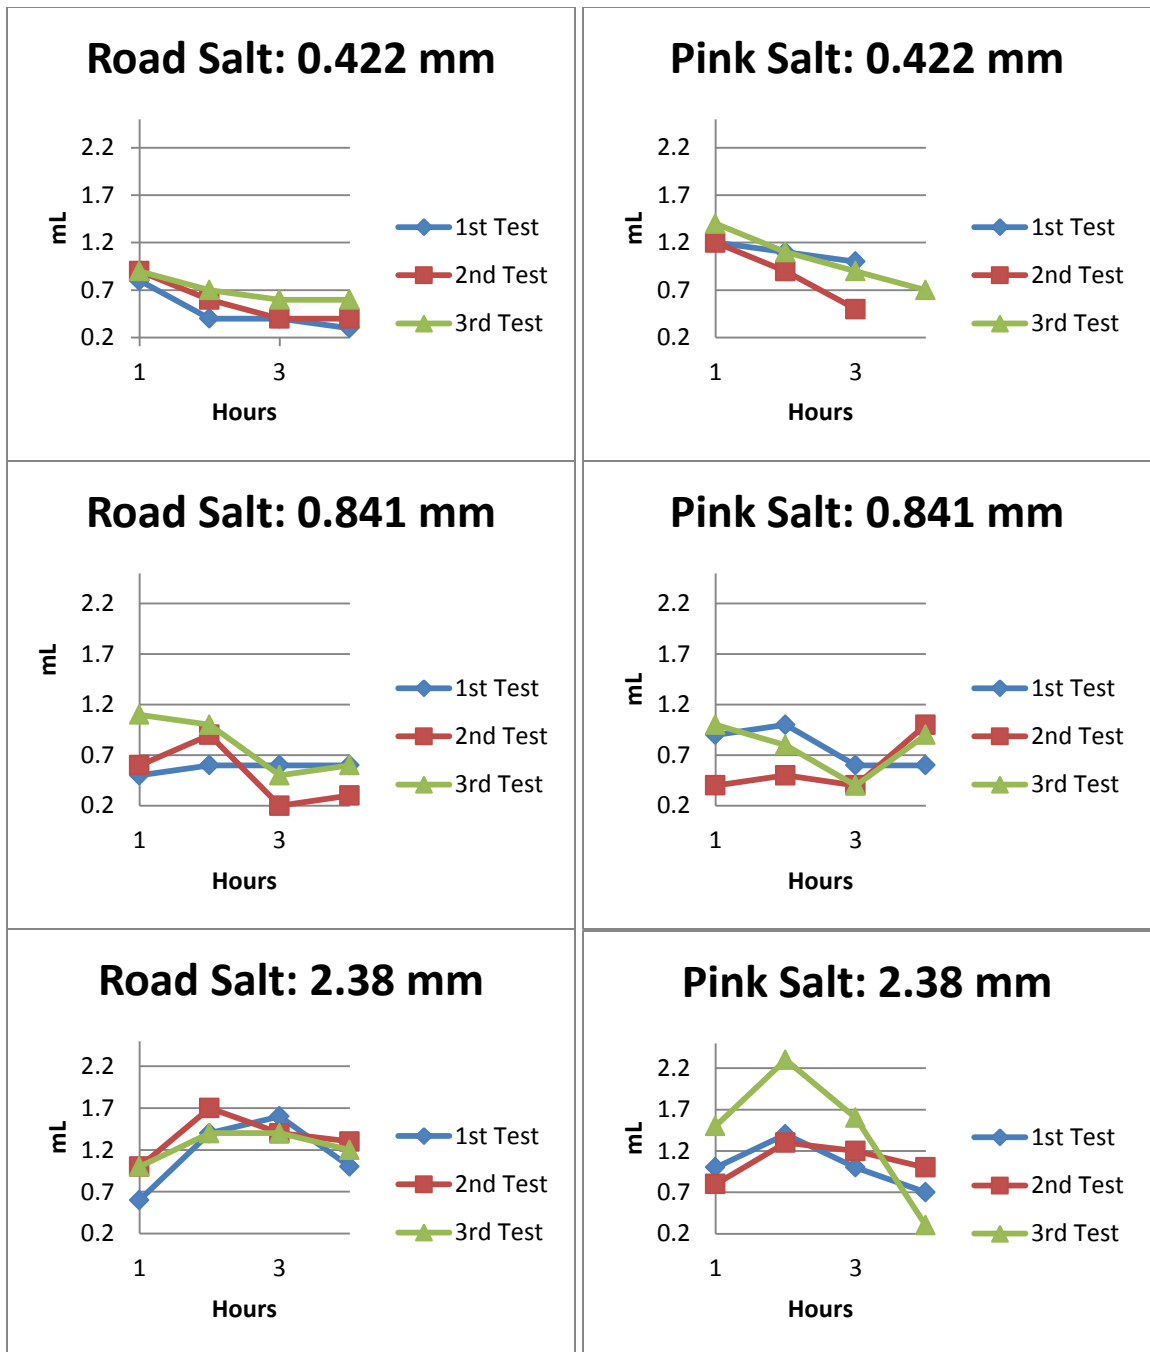 Road Salt: 0.422 mm
2.2
1.7
1.2
0.7
0.2
mL
1
3
Hours
1st Test
2nd Test
3rd Test
Pink Salt: 0.422 mm
2.2
1.7
1.2
0.7
0.2
mL
1
3
Hours
1st Test
2nd Test
3rd Test
Road Salt: 0.841 mm
2.2
1.7
1.2
0.7
0.2
mL
1
3
Hours
1st Test
2nd Test
3rd Test
Pink Salt: 0.841 mm
2.2
1.7
1.2
0.7
0.2
mL
1
3
Hours
1st Test
2nd Test
3rd Test
Road Salt: 2.38 mm
2.2
1.7
1.2
0.7
0.2
mL
1
3
Hours
1st Test
2nd Test
3rd Test
Pink Salt: 2.38 mm
2.2
1.7
1.2
0.7
0.2
mL
1
3
Hours
1st Test
2nd Test
3rd Test